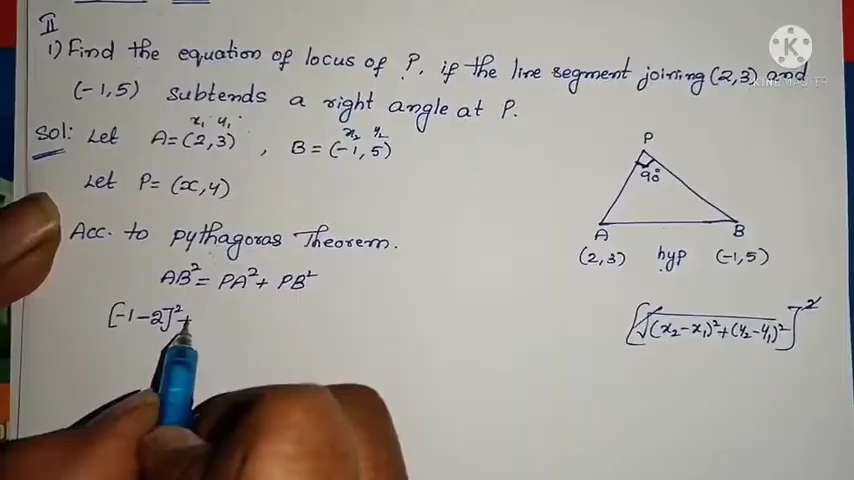 II
1) Find the equation of locus of P, if the line segment joining (2,3) and
(-1,5) subtends a right angle at P.
Sol: Let A=(2,3), B=(-1,5)
x₁ y₁ x₂ y₂
Let P=(x,y)
Acc. to pythagoras Theorem.
AB²= PA²+ PB²
[-1-2]²+
P
90°
A B
(2,3) hyp (-1,5)
[√(x₂-x₁)²+(y₂-y₁)²]²
K
KINEMASTER